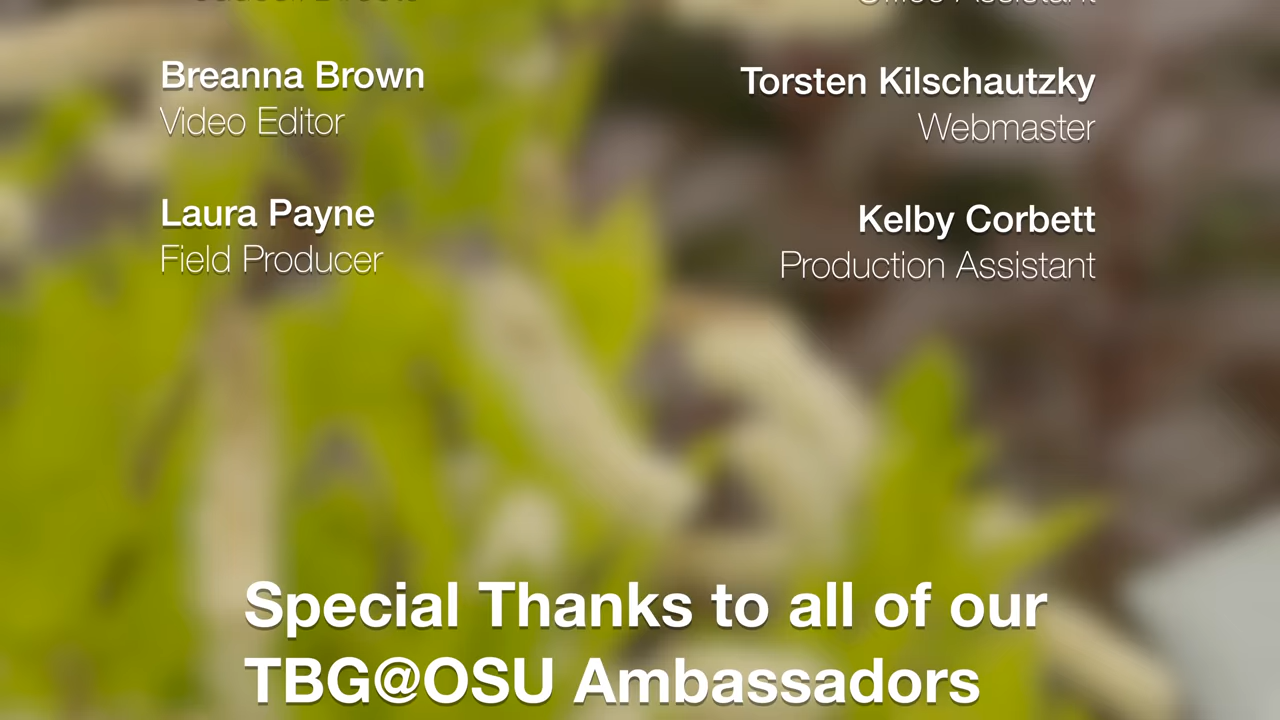 Breanna Brown
Video Editor
Laura Payne
Field Producer
Torsten Kilschautzky
Webmaster
Kelby Corbett
Production Assistant
Special Thanks to all of our
TBG@OSU Ambassadors